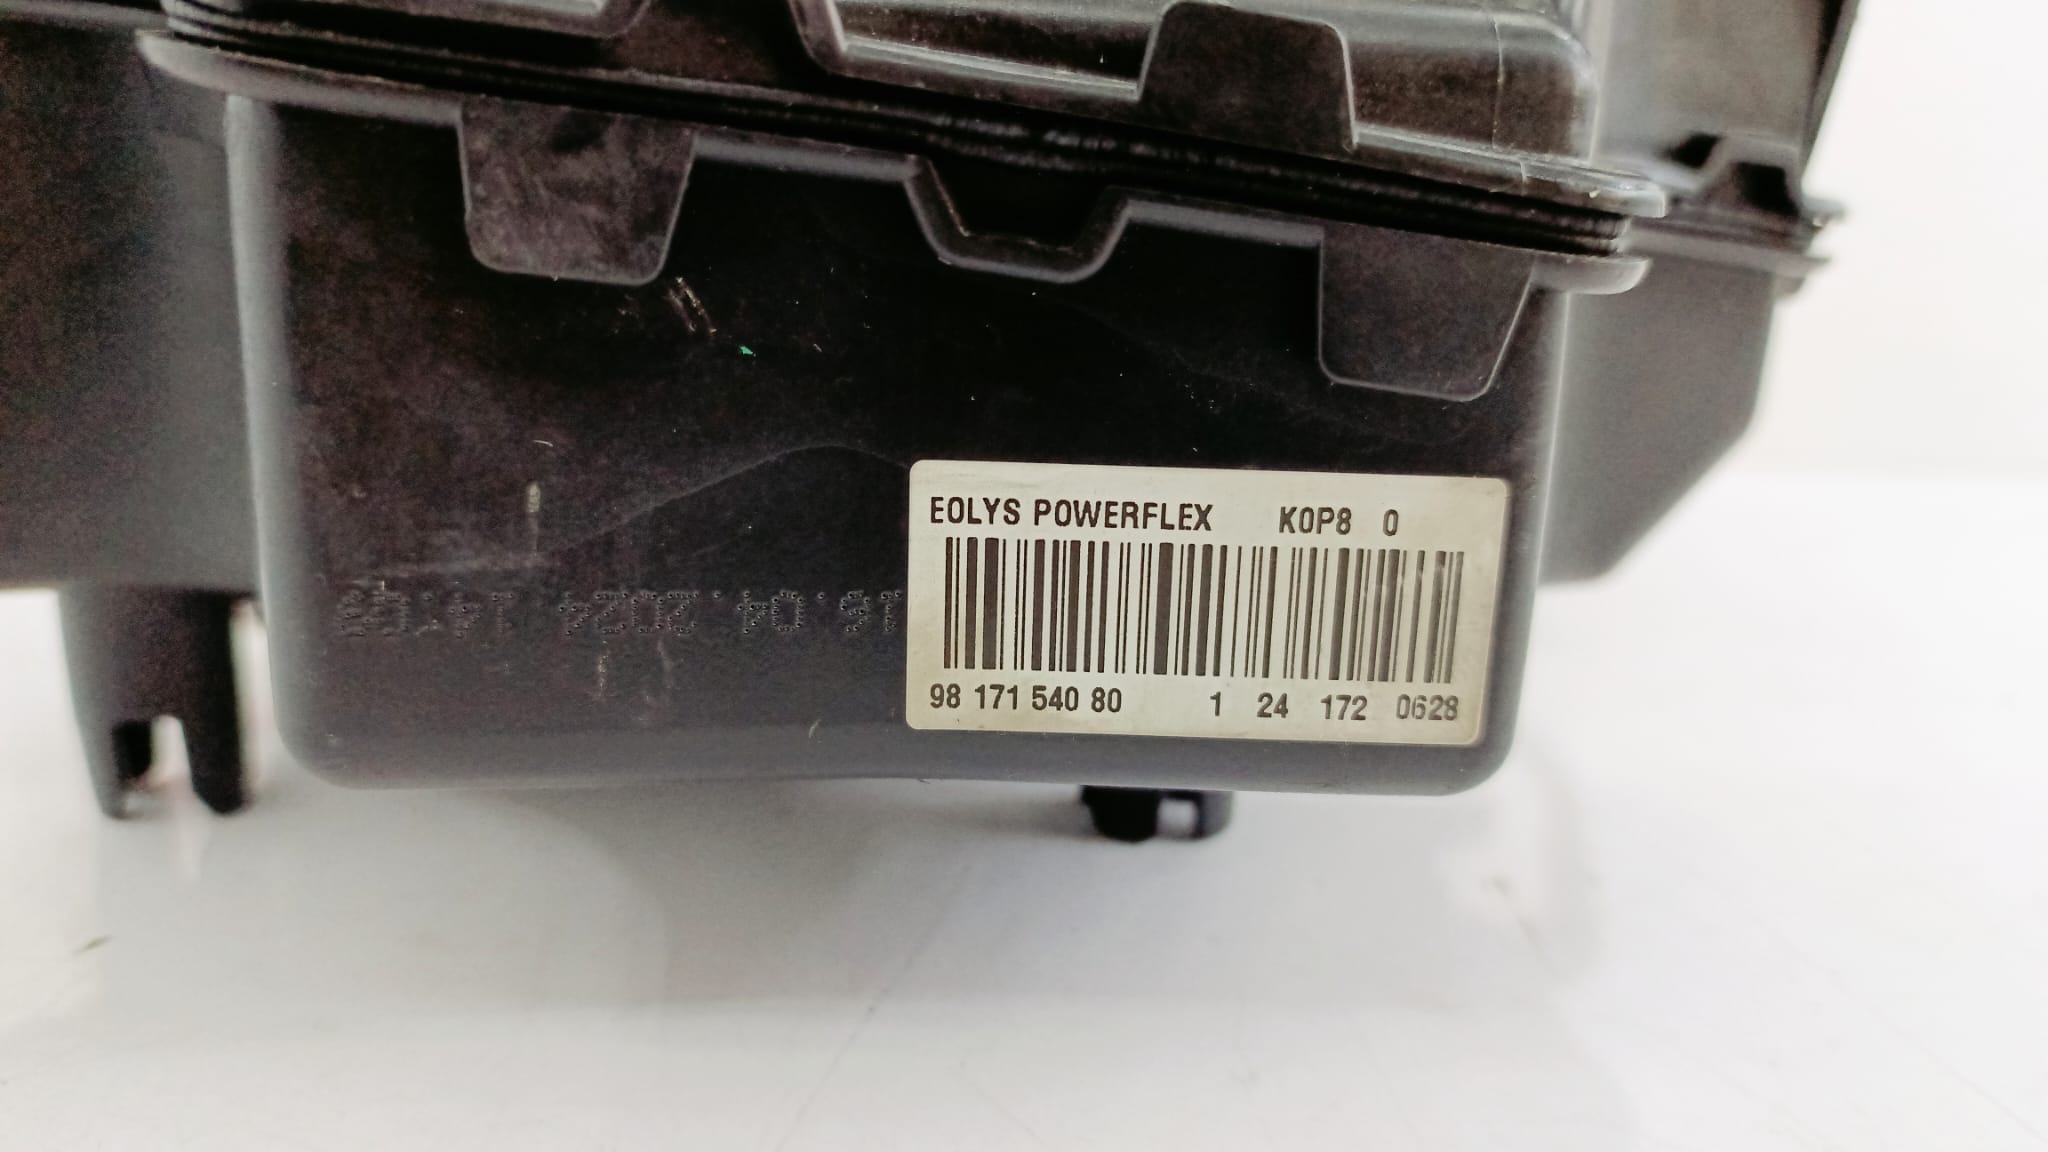 EOLYS POWERFLEX K0P8 0
98 171 540 80 1 24 172 0628